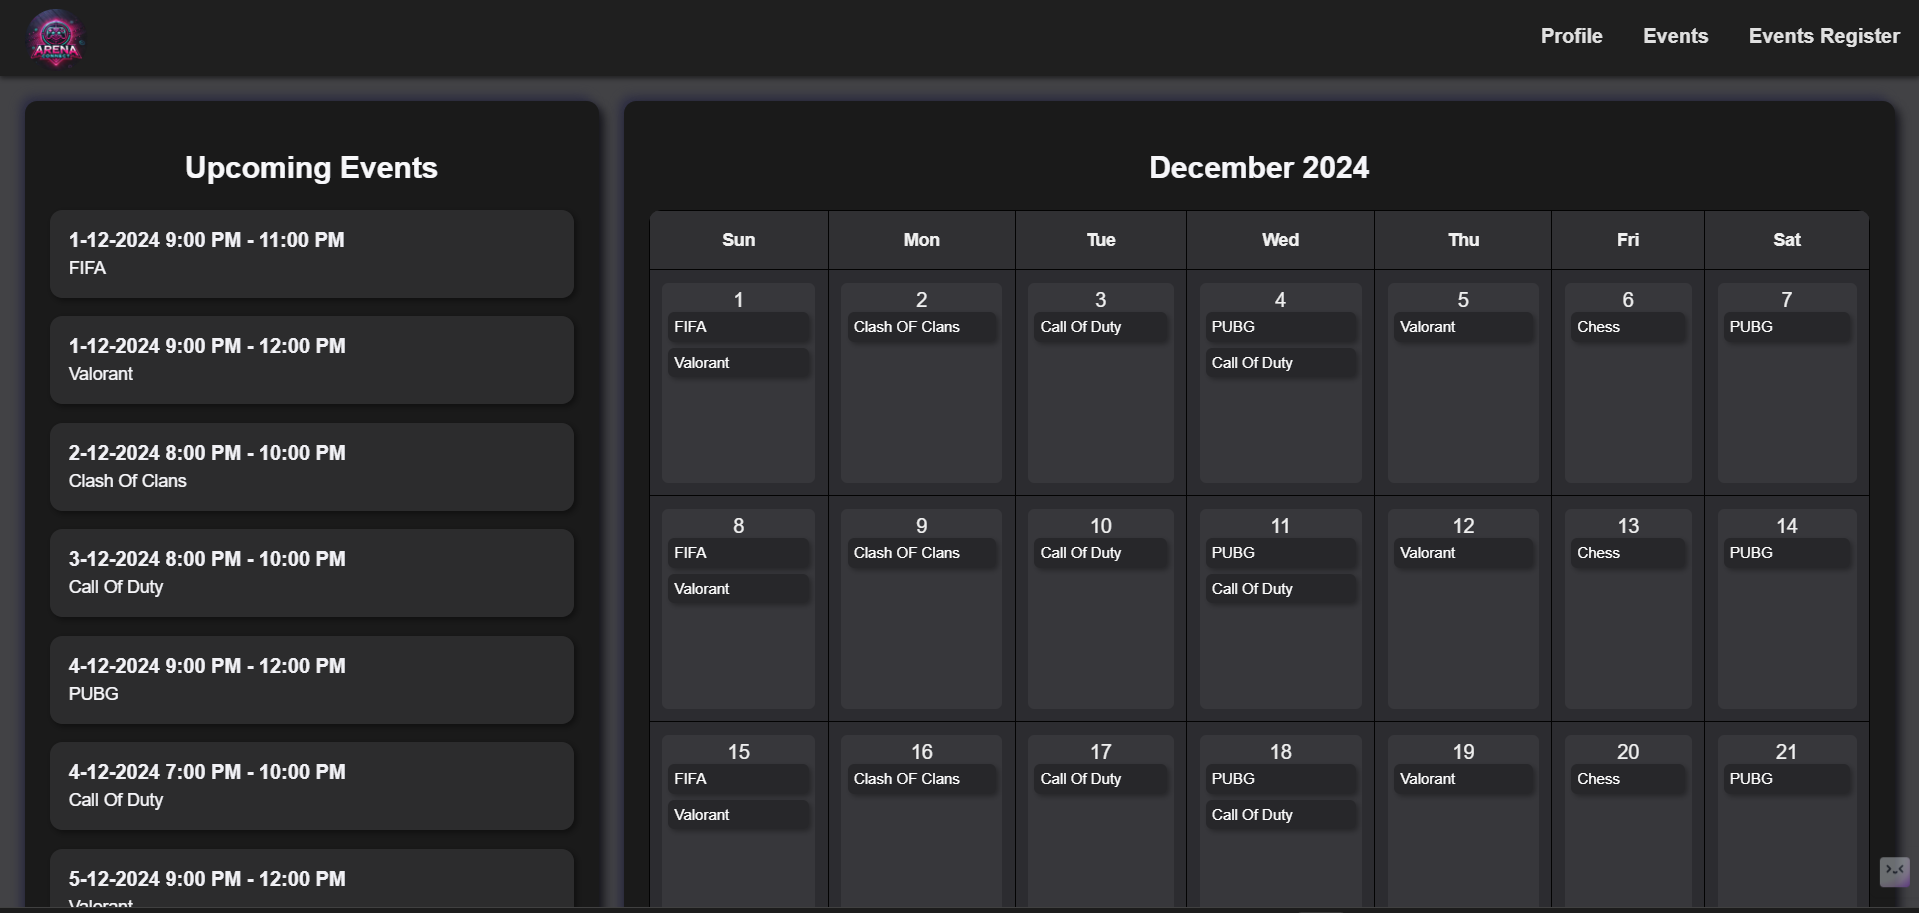 ARENA
CONNECT
Profile Events Events Register
Upcoming Events
1-12-2024 9:00 PM - 11:00 PM
FIFA
1-12-2024 9:00 PM - 12:00 PM
Valorant
2-12-2024 8:00 PM - 10:00 PM
Clash Of Clans
3-12-2024 8:00 PM - 10:00 PM
Call Of Duty
4-12-2024 9:00 PM - 12:00 PM
PUBG
4-12-2024 7:00 PM - 10:00 PM
Call Of Duty
5-12-2024 9:00 PM - 12:00 PM
Valorant
December 2024
Sun Mon Tue Wed Thu Fri Sat
1 2 3 4 5 6 7
FIFA Clash OF Clans Call Of Duty PUBG Valorant Chess PUBG
Valorant Call Of Duty
8 9 10 11 12 13 14
FIFA Clash OF Clans Call Of Duty PUBG Valorant Chess PUBG
Valorant Call Of Duty
15 16 17 18 19 20 21
FIFA Clash OF Clans Call Of Duty PUBG Valorant Chess PUBG
Valorant Call Of Duty